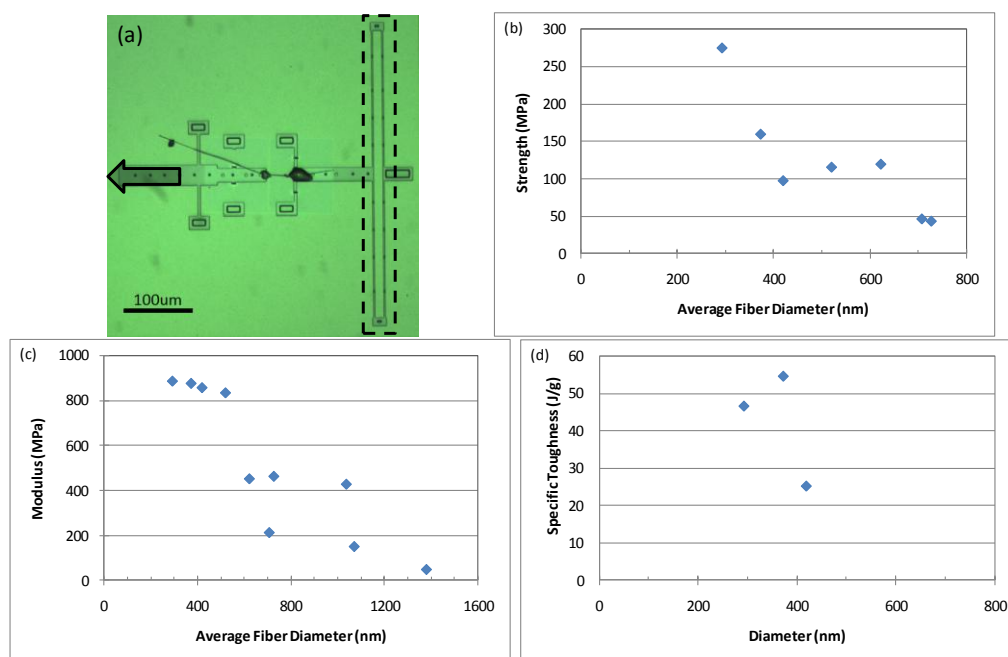 (a)
100um
(b)
300
250
200
150
100
50
0
Strength (MPa)
0 200 400 600 800
Average Fiber Diameter (nm)
(c)
1000
800
600
400
200
0
Modulus (MPa)
0 400 800 1200 1600
Average Fiber Diameter (nm)
(d)
60
50
40
30
20
10
0
Specific Toughness (J/g)
0 200 400 600 800
Diameter (nm)